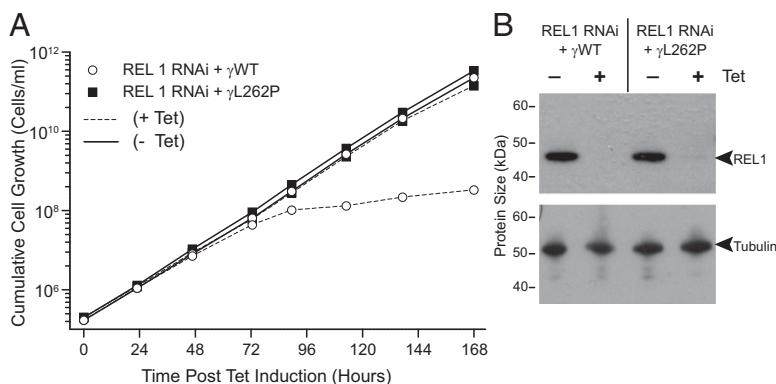 A
Cumulative Cell Growth (Cells/ml)
10¹²
10¹⁰
10⁸
10⁶
REL 1 RNAi + γWT
REL 1 RNAi + γL262P
(+ Tet)
(- Tet)
0 24 48 72 96 120 144 168
Time Post Tet Induction (Hours)
B
REL1 RNAi
+ γWT
REL1 RNAi
+ γL262P
– + – + Tet
Protein Size (kDa)
60
50
40
REL1
60
50
40
Tubulin